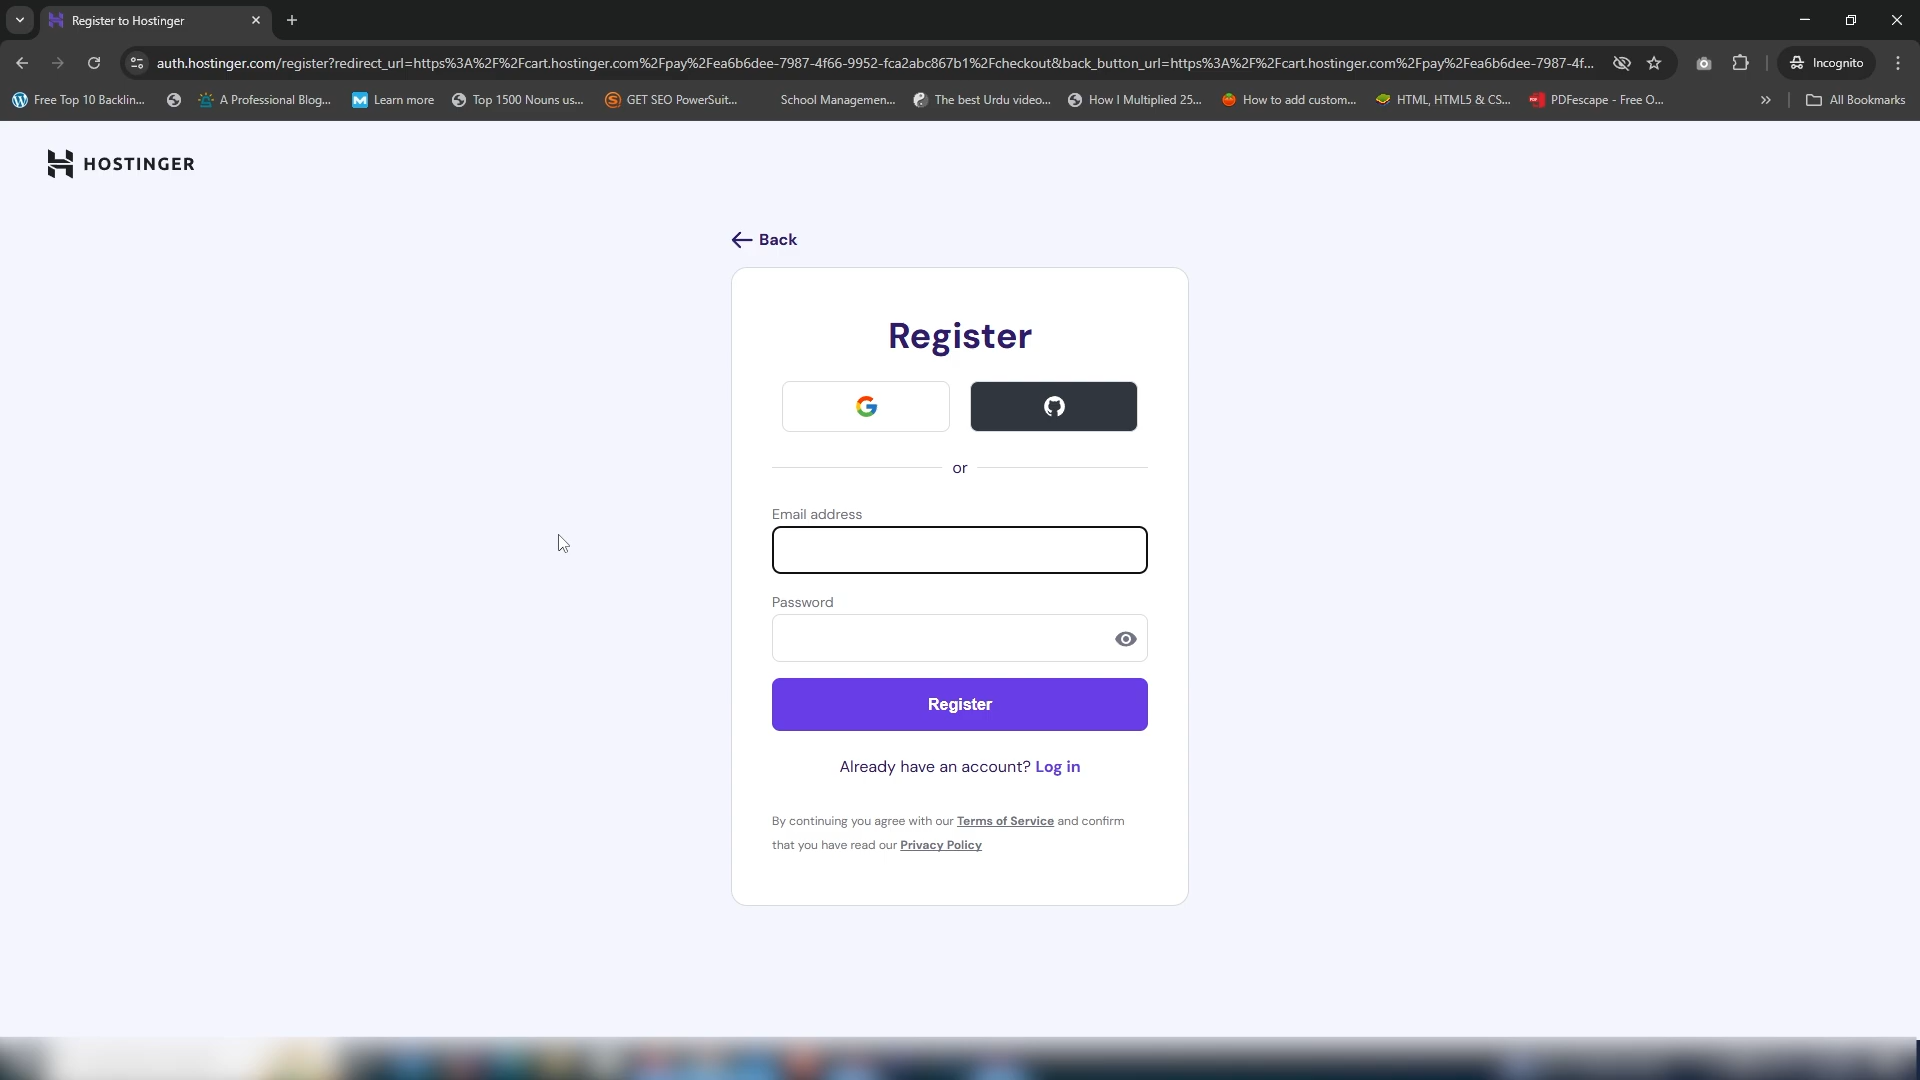 Register to Hostinger
auth.hostinger.com/register?redirect_url=https%3A%2F%2Fcart.hostinger.com%2Fpay%2Fea6b6dee-7987-4f66-9952-fca2abc867b1%2Fcheckout&back_button_url=https%3A%2F%2Fcart.hostinger.com%2Fpay%2Fea6b6dee-7987-4f...
Incognito
Free Top 10 Backlin... A Professional Blog... Learn more Top 1500 Nouns us... GET SEO PowerSuit... School Managemen... The best Urdu video... How I Multiplied 25... How to add custom... HTML, HTML5 & CS... PDFescape - Free O... » All Bookmarks
HOSTINGER
Back
Register
or
Email address
Password
Register
Already have an account? Log in
By continuing you agree with our Terms of Service and confirm
that you have read our Privacy Policy